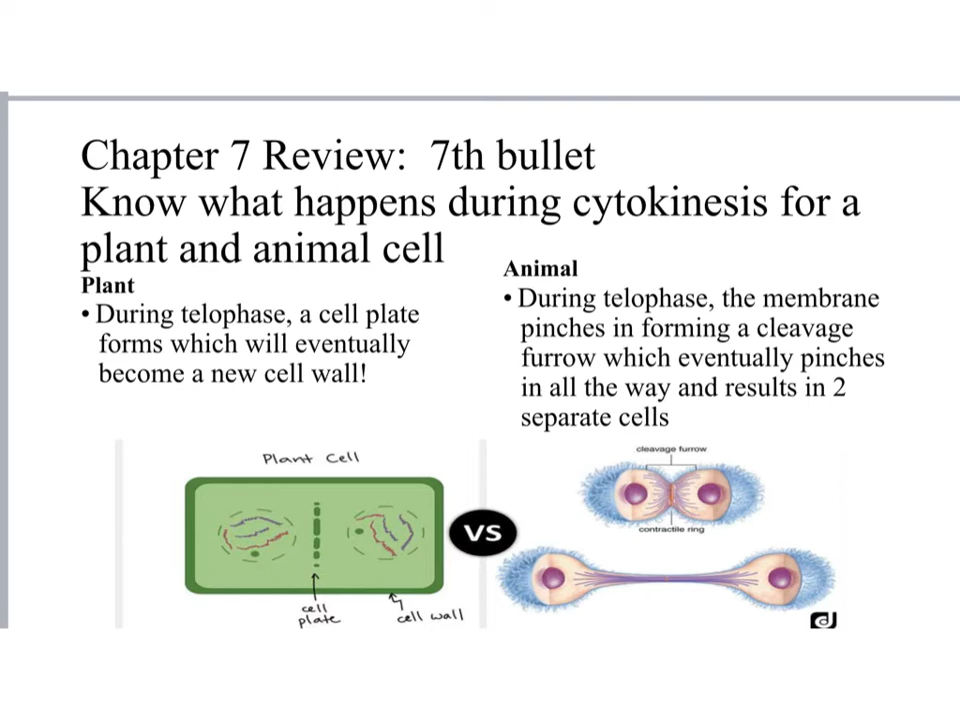 Chapter 7 Review:  7th bullet
Know what happens during cytokinesis for a
plant and animal cell
Plant
• During telophase, a cell plate
forms which will eventually
become a new cell wall!
Animal
• During telophase, the membrane
pinches in forming a cleavage
furrow which eventually pinches
in all the way and results in 2
separate cells
Plant Cell
cell
plate
cell wall
VS
cleavage furrow
contractile ring